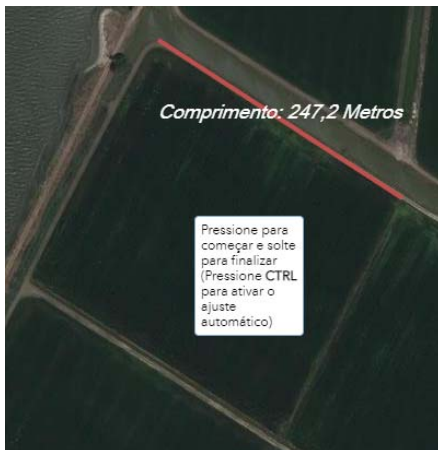 Comprimento: 247,2 Metros
Pressione para
começar e solte
para finalizar
(Pressione CTRL
para ativar o
ajuste
automático)